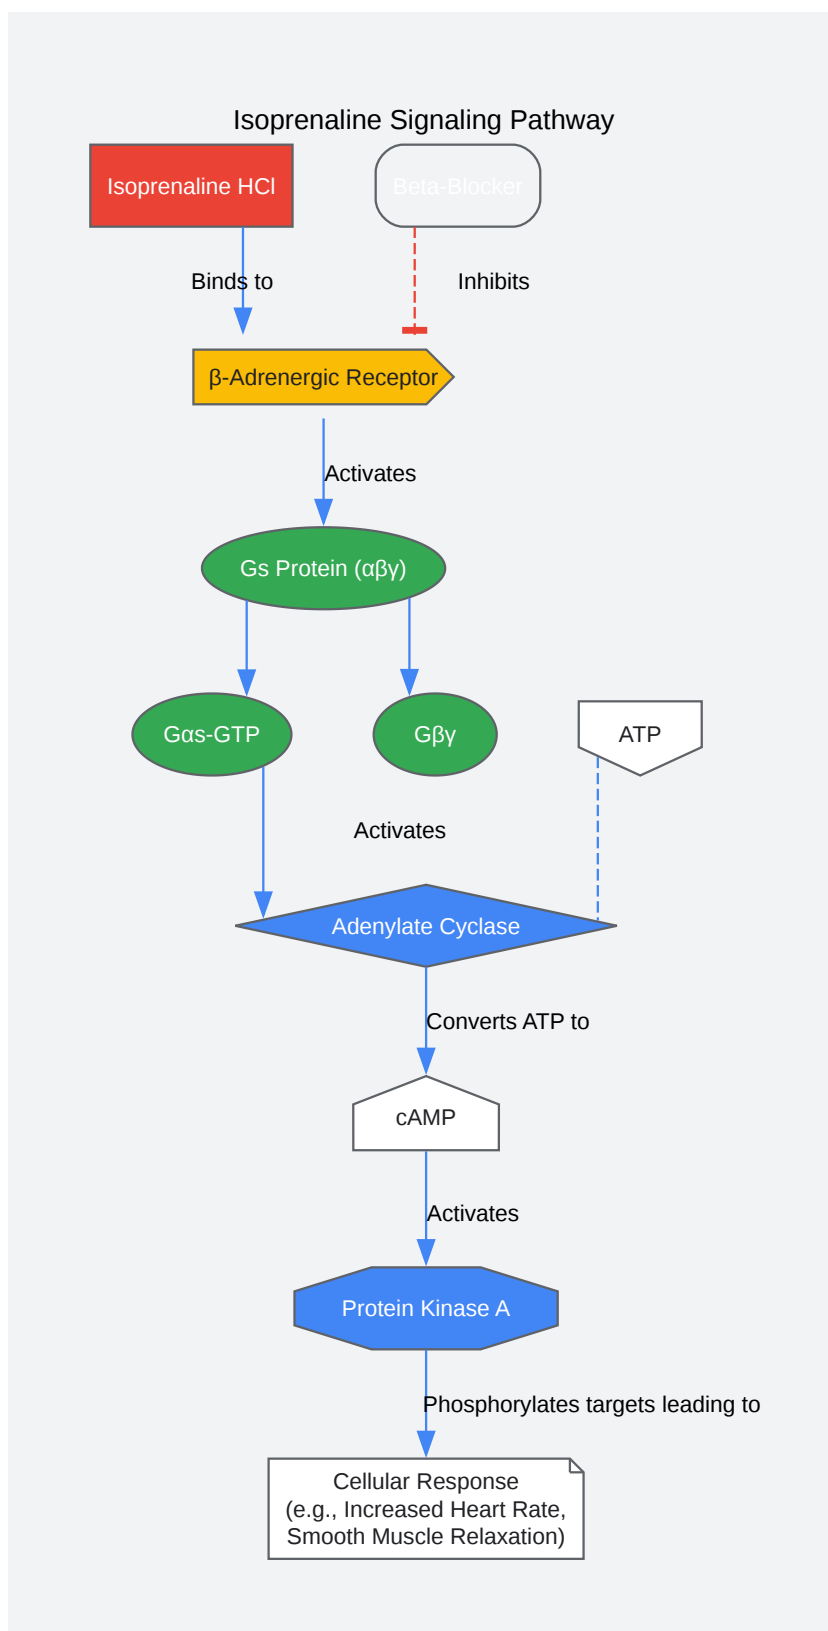 Isoprenaline Signaling Pathway
Isoprenaline HCl
Beta-Blocker
Binds to
Inhibits
β-Adrenergic Receptor
Activates
Gs Protein (αβγ)
Gαs-GTP
Gβγ
ATP
Activates
Adenylate Cyclase
Converts ATP to
cAMP
Activates
Protein Kinase A
Phosphorylates targets leading to
Cellular Response
(e.g., Increased Heart Rate,
Smooth Muscle Relaxation)